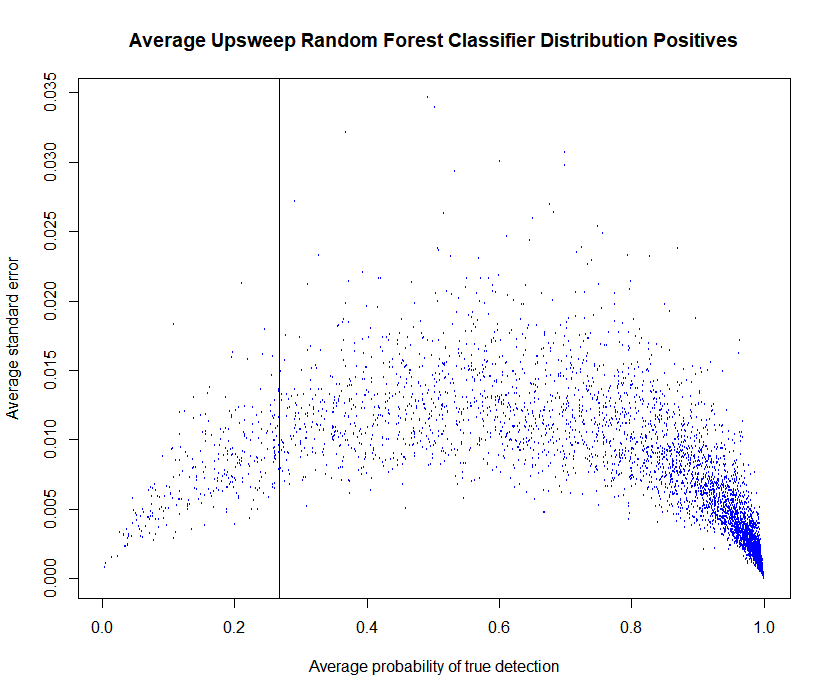 Average Upsweep Random Forest Classifier Distribution Positives
0.035
0.030
0.025
0.020
0.015
0.010
0.005
0.000
Average standard error
0.0 0.2 0.4 0.6 0.8 1.0
Average probability of true detection